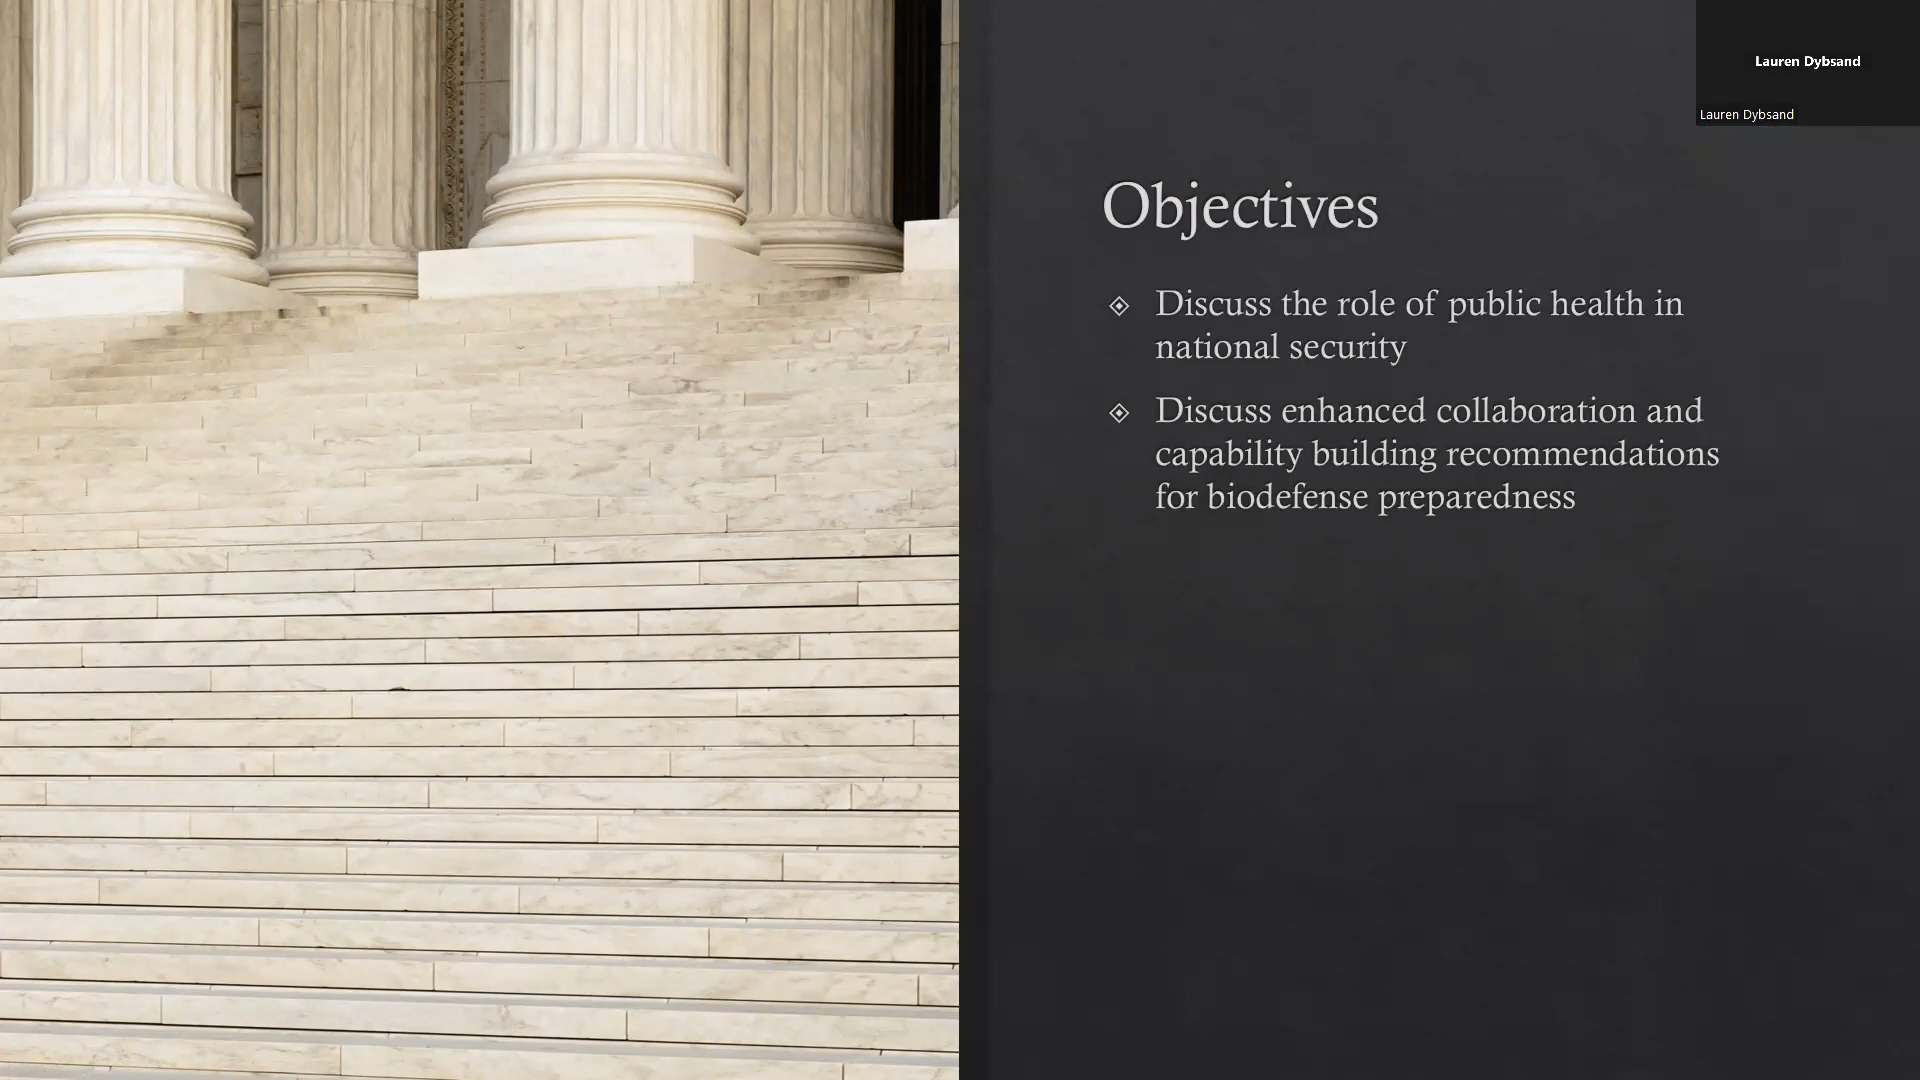 Lauren Dybsand
Lauren Dybsand
Objectives
Discuss the role of public health in
national security
Discuss enhanced collaboration and
capability building recommendations
for biodefense preparedness